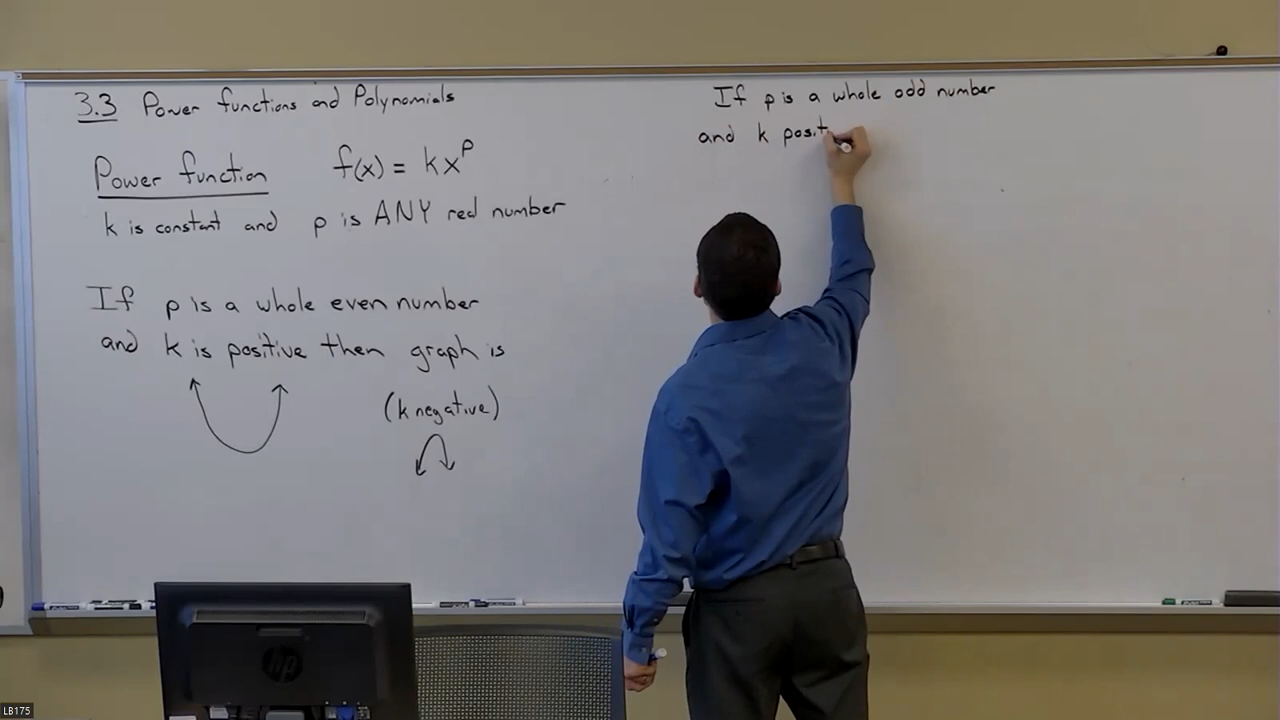 3.3 Power functions and Polynomials
Power function f(x) = kx^p
k is constant and p is ANY real number
If p is a whole even number
and k is positive then graph is
(k negative)
If p is a whole odd number
and k posit
hp
LB175